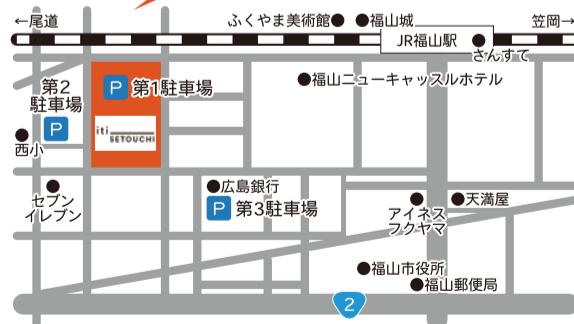 ←尾道
ふくやま美術館●
●福山城
笠岡→
JR福山駅
さんすて
●福山ニューキャッスルホテル
第2
駐車場
P
P 第1駐車場
iti
SETOUCHI
西小
セブン
イレブン
●広島銀行
P 第3駐車場
アイネス
フクヤマ
●天満屋
●福山市役所
●福山郵便局
2